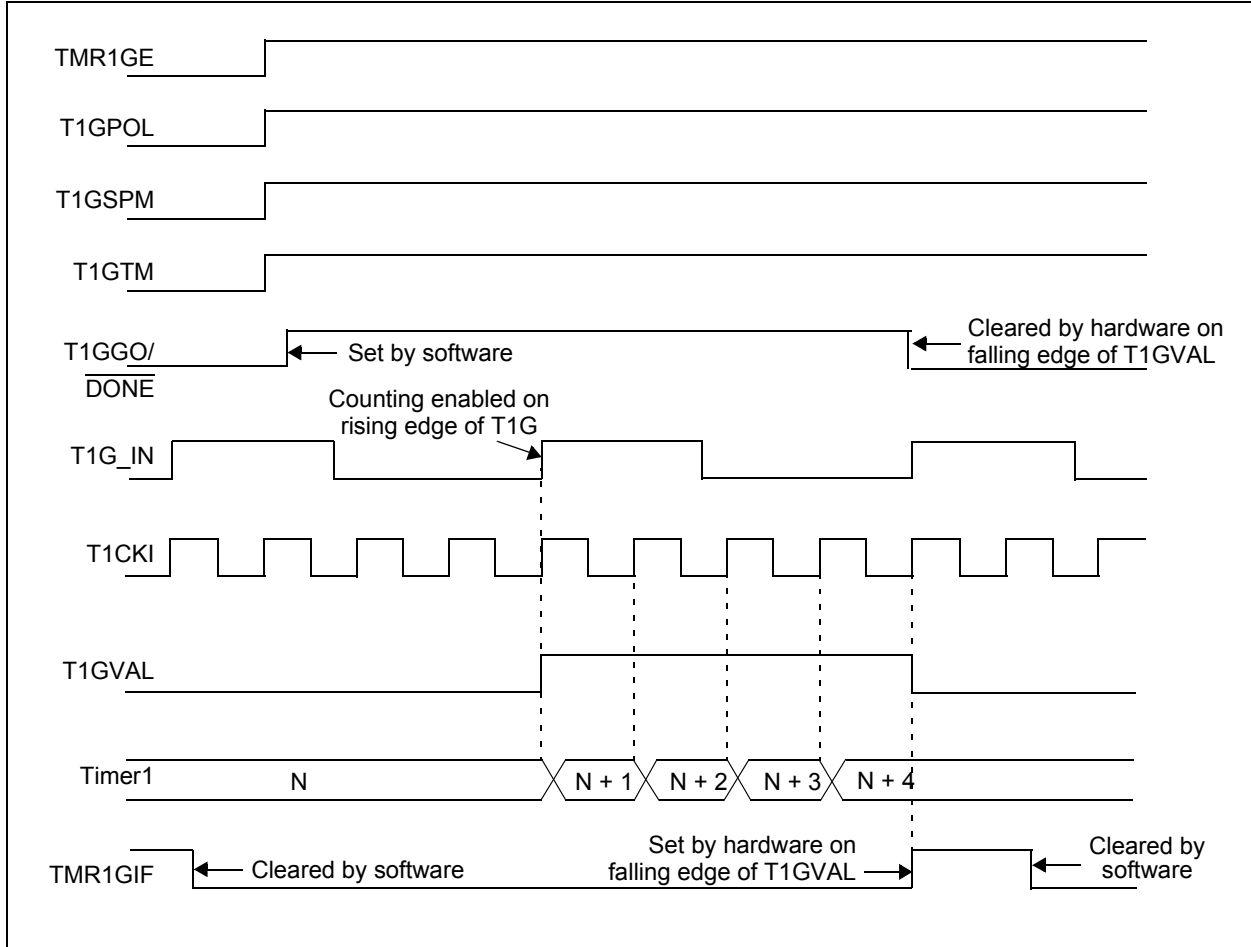 TMR1GE
T1GPOL
T1GSPM
T1GTM
T1GGO/
DONE
Set by software
Cleared by hardware on
falling edge of T1GVAL
Counting enabled on
rising edge of T1G
T1G_IN
T1CKI
T1GVAL
Timer1
N
N + 1
N + 2
N + 3
N + 4
TMR1GIF
Cleared by software
Set by hardware on
falling edge of T1GVAL
Cleared by
software